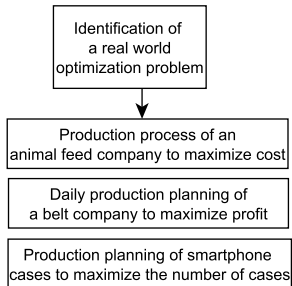 Identification of
a real world
optimization problem
Production process of an
animal feed company to maximize cost
Daily production planning of
a belt company to maximize profit
Production planning of smartphone
cases to maximize the number of cases